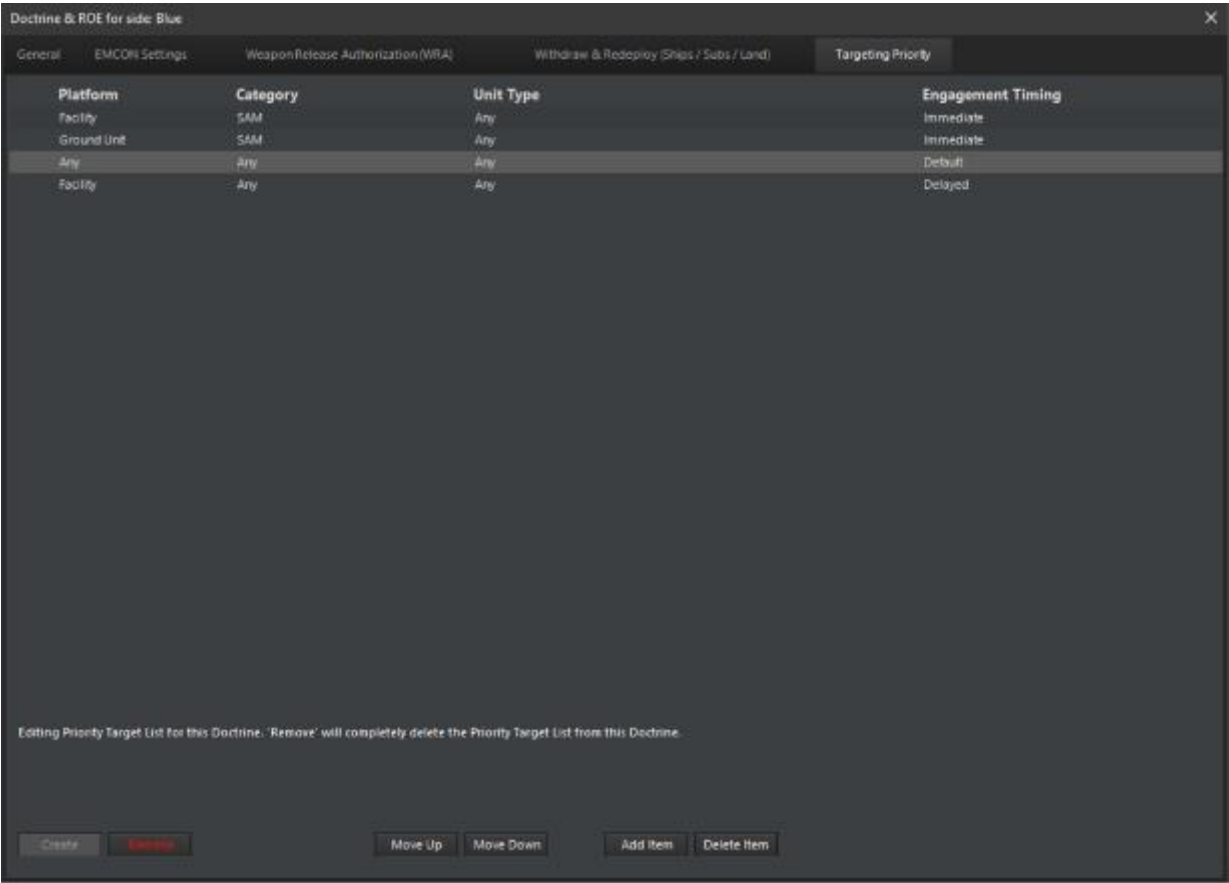 Doctrine & ROE for side: Blue ×
General EMCON Settings Weapon Release Authorization (WRA) Withdraw & Redeploy (Ships / Subs / Land) Targeting Priority
Platform Category Unit Type Engagement Timing
Facility SAM Any Immediate
Ground Unit SAM Any Immediate
Any Any Any Default
Facility Any Any Delayed
Editing Priority Target List for this Doctrine. 'Remove' will completely delete the Priority Target List from this Doctrine.
Create Remove Move Up Move Down Add Item Delete Item